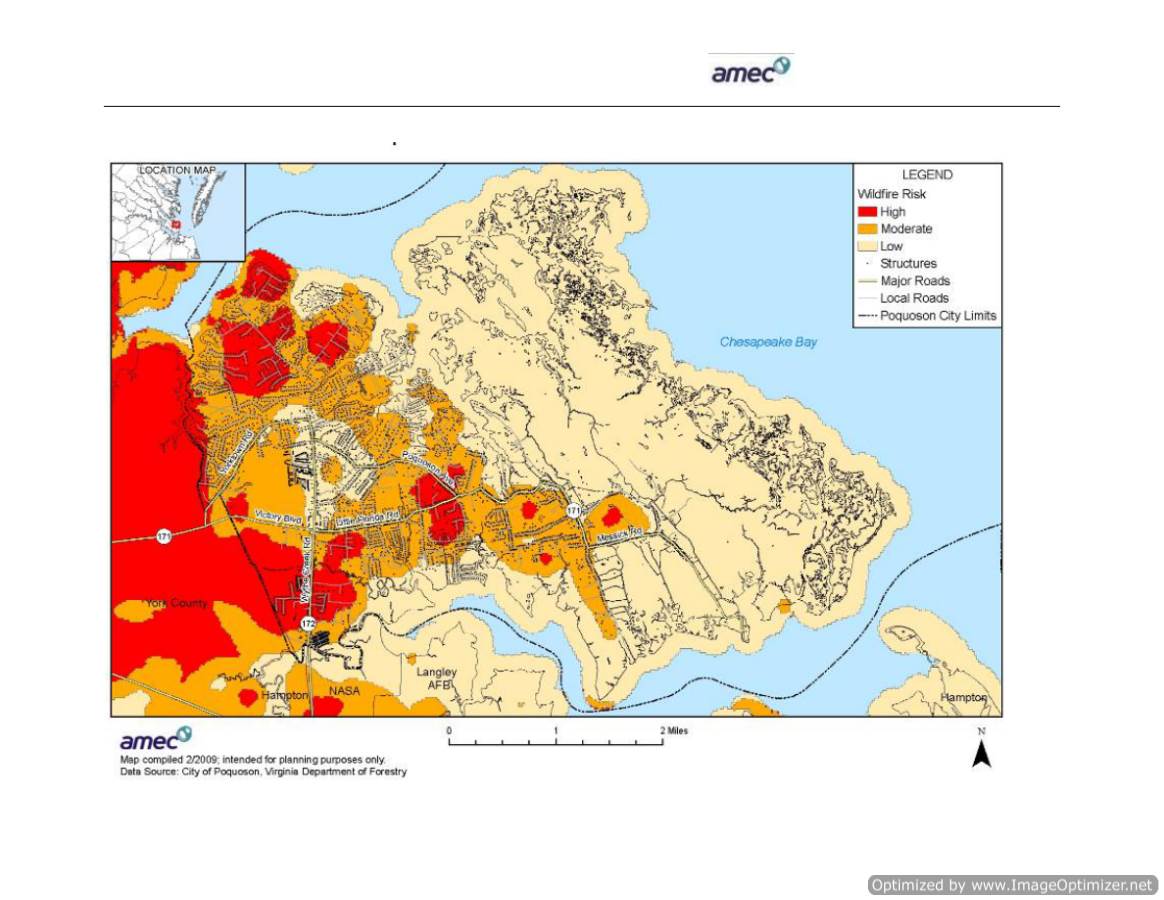 amec
.
LOCATION MAP
LEGEND
Wildfire Risk
High
Moderate
Low
Structures
Major Roads
Local Roads
Poquoson City Limits
Chesapeake Bay
Poquoson Ave
Victory Blvd
Little Florida Rd
171
171
Messick Rd
Wythe Creek Rd
York County
172
Langley
AFB
Hampton
NASA
Hampton
amec
0 1 2 Miles
N
Map compiled 2/2009; intended for planning purposes only.
Data Source: City of Poquoson, Virginia Department of Forestry
Optimized by www.ImageOptimizer.net